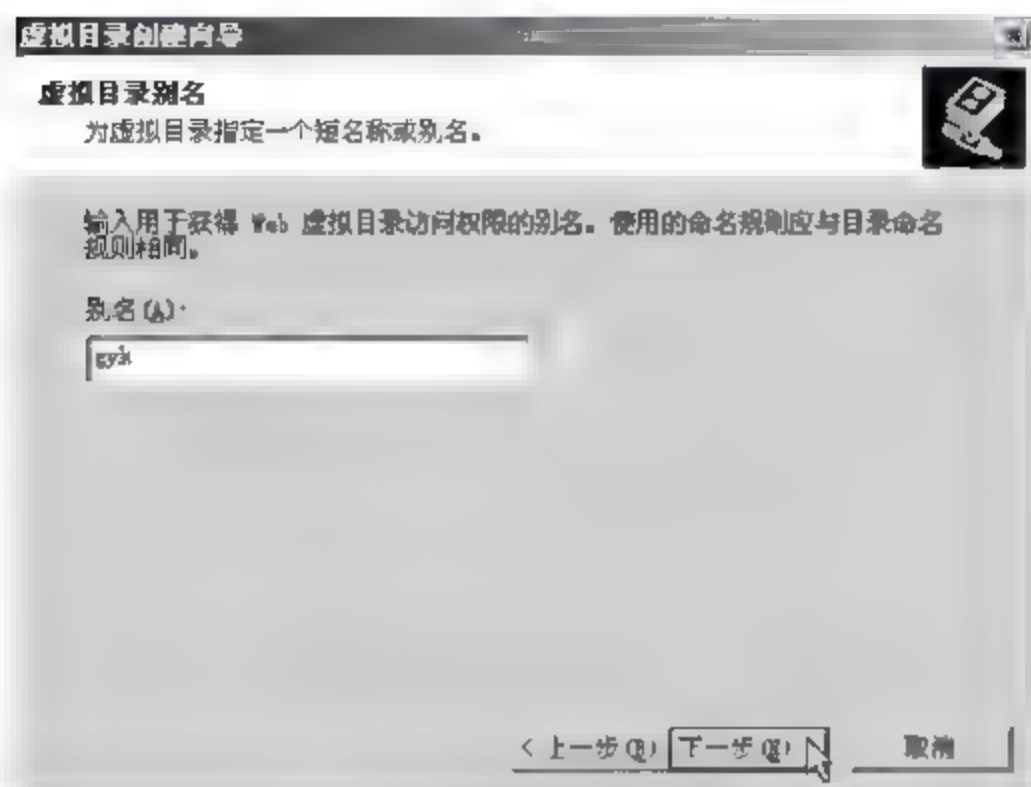 虚拟目录创建向导
虚拟目录别名
为虚拟目录指定一个短名称或别名。
输入用于获得 Web 虚拟目录访问权限的别名。使用的命名规则应与目录命名
规则相同。
别名(A):
< 上一步(B) 下一步(N) 取消